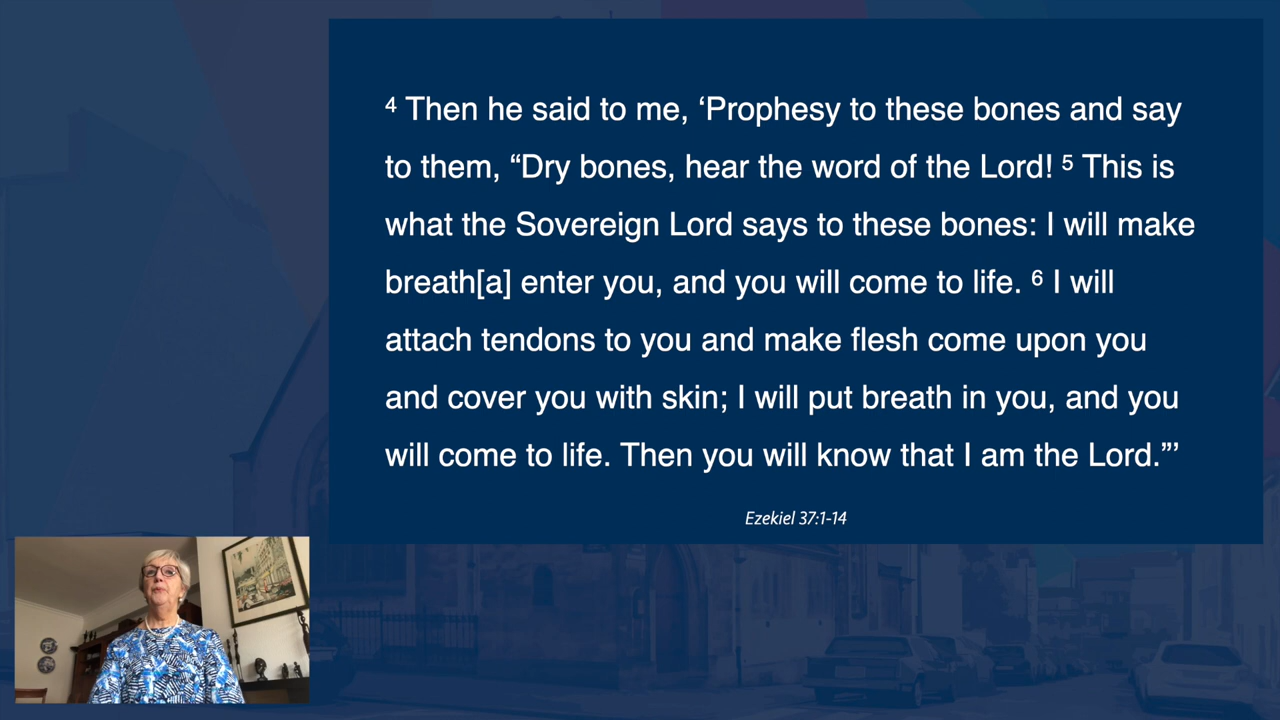 4 Then he said to me, ‘Prophesy to these bones and say
to them, “Dry bones, hear the word of the Lord! 5 This is
what the Sovereign Lord says to these bones: I will make
breath[a] enter you, and you will come to life. 6 I will
attach tendons to you and make flesh come upon you
and cover you with skin; I will put breath in you, and you
will come to life. Then you will know that I am the Lord.”’
Ezekiel 37:1-14